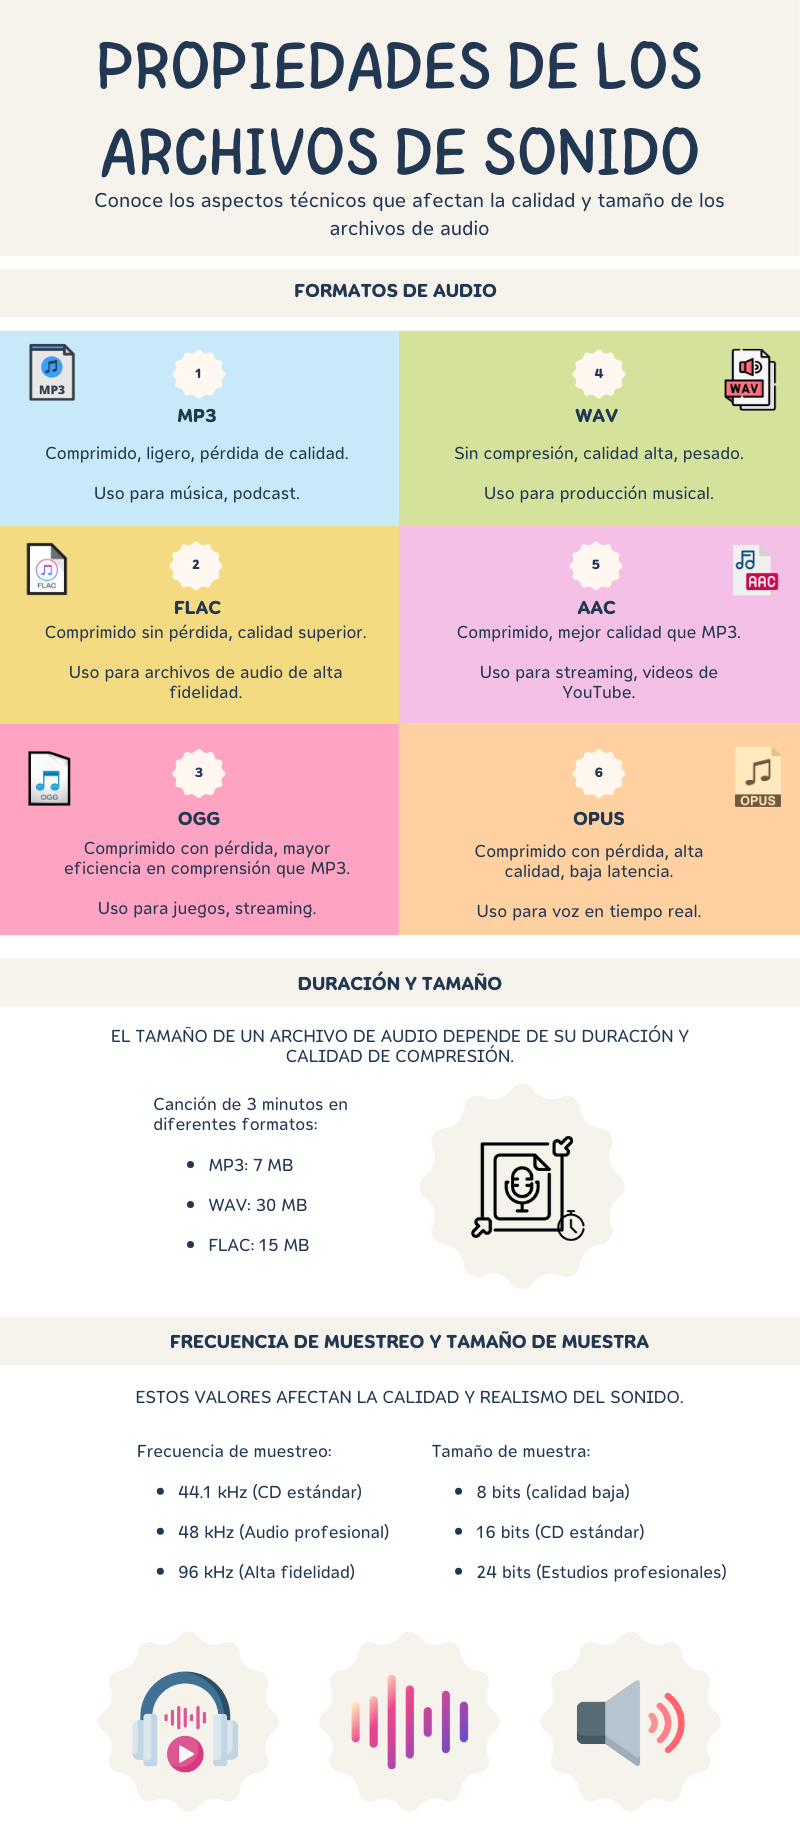 PROPIEDADES DE LOS
ARCHIVOS DE SONIDO
Conoce los aspectos técnicos que afectan la calidad y tamaño de los
archivos de audio
FORMATOS DE AUDIO
MP3
1
MP3
Comprimido, ligero, pérdida de calidad.
Uso para música, podcast.
4
WAV
WAV
Sin compresión, calidad alta, pesado.
Uso para producción musical.
FLAC
2
FLAC
Comprimido sin pérdida, calidad superior.
Uso para archivos de audio de alta
fidelidad.
5
AAC
AAC
Comprimido, mejor calidad que MP3.
Uso para streaming, videos de
YouTube.
OGG
3
OGG
Comprimido con pérdida, mayor
eficiencia en comprensión que MP3.
Uso para juegos, streaming.
6
OPUS
OPUS
Comprimido con pérdida, alta
calidad, baja latencia.
Uso para voz en tiempo real.
DURACIÓN Y TAMAÑO
EL TAMAÑO DE UN ARCHIVO DE AUDIO DEPENDE DE SU DURACIÓN Y
CALIDAD DE COMPRESIÓN.
Canción de 3 minutos en
diferentes formatos:
• MP3: 7 MB
• WAV: 30 MB
• FLAC: 15 MB
FRECUENCIA DE MUESTREO Y TAMAÑO DE MUESTRA
ESTOS VALORES AFECTAN LA CALIDAD Y REALISMO DEL SONIDO.
Frecuencia de muestreo:
• 44.1 kHz (CD estándar)
• 48 kHz (Audio profesional)
• 96 kHz (Alta fidelidad)
Tamaño de muestra:
• 8 bits (calidad baja)
• 16 bits (CD estándar)
• 24 bits (Estudios profesionales)